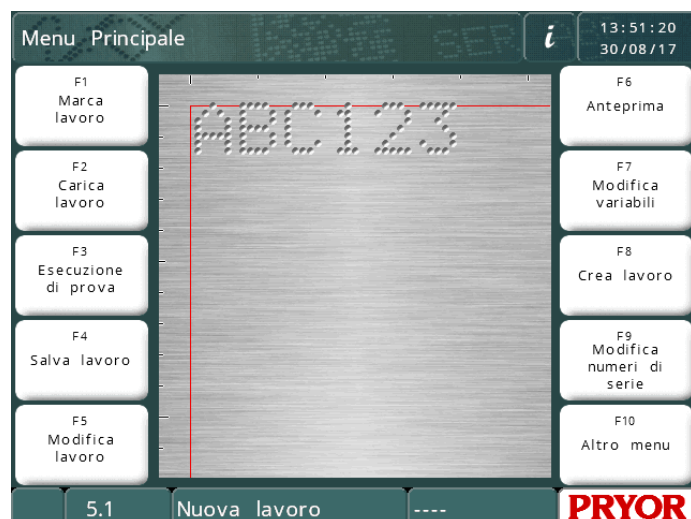 Menu Principale
i
13:51:20
30/08/17
F1
Marca
lavoro
F2
Carica
lavoro
F3
Esecuzione
di prova
F4
Salva lavoro
F5
Modifica
lavoro
ABC123
F6
Anteprima
F7
Modifica
variabili
F8
Crea lavoro
F9
Modifica
numeri di
serie
F10
Altro menu
5.1
Nuova lavoro
----
PRYOR